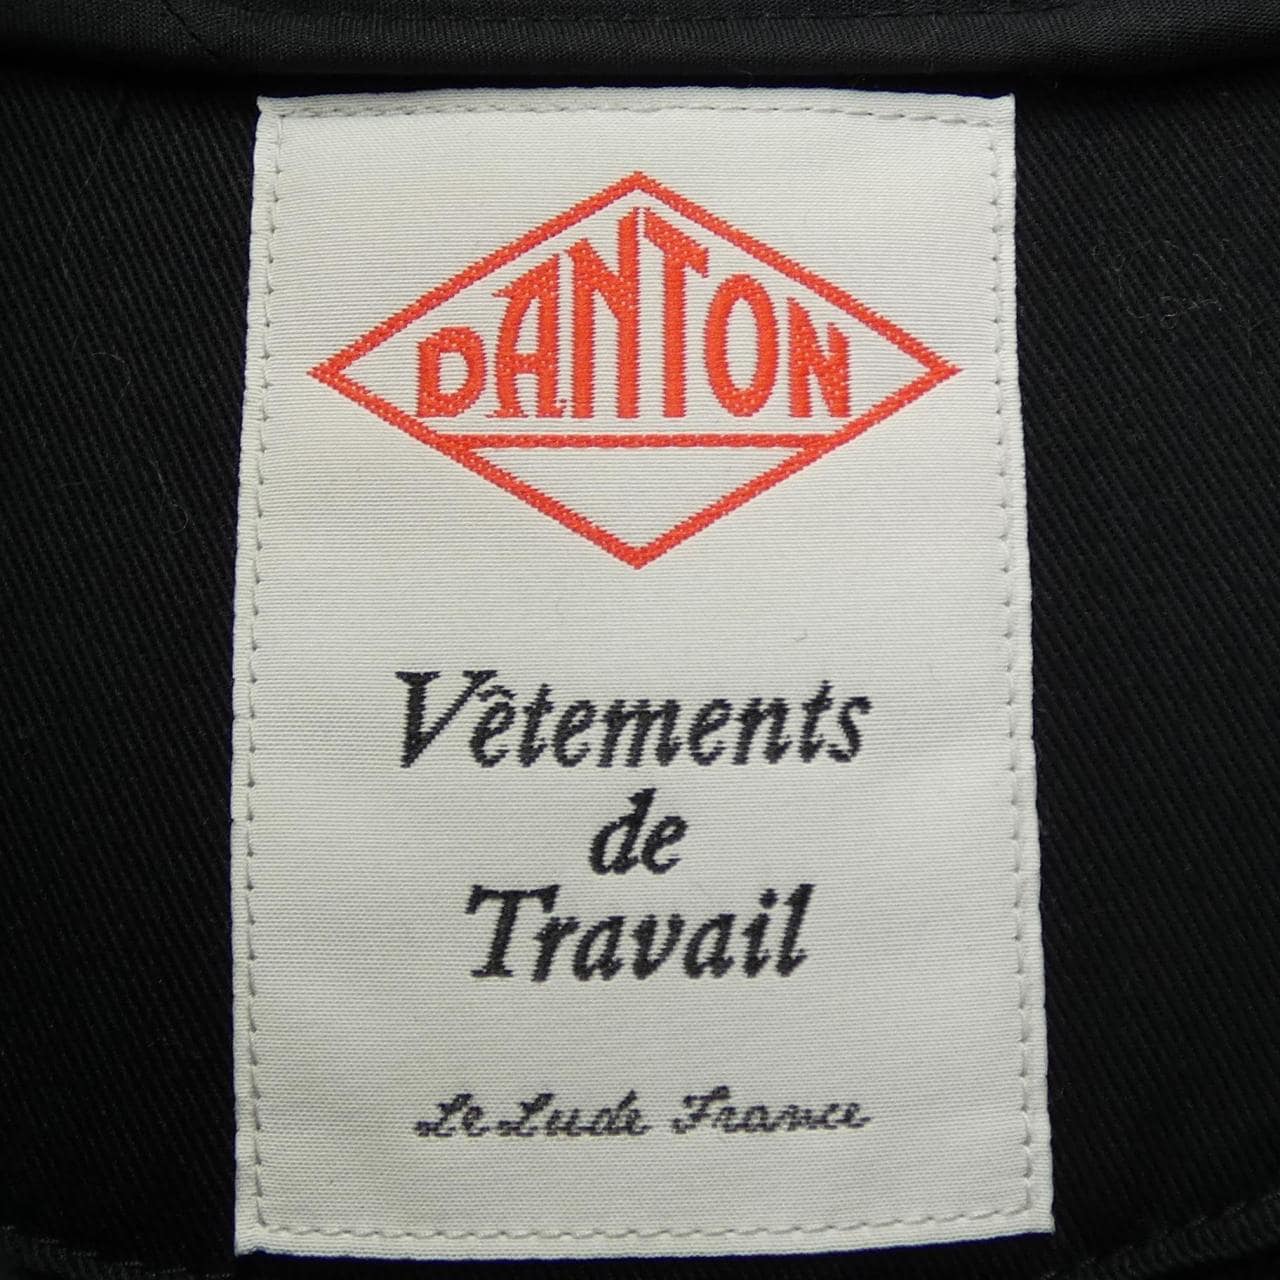 DANTON
Vêtements
de
Travail
Le Lude France